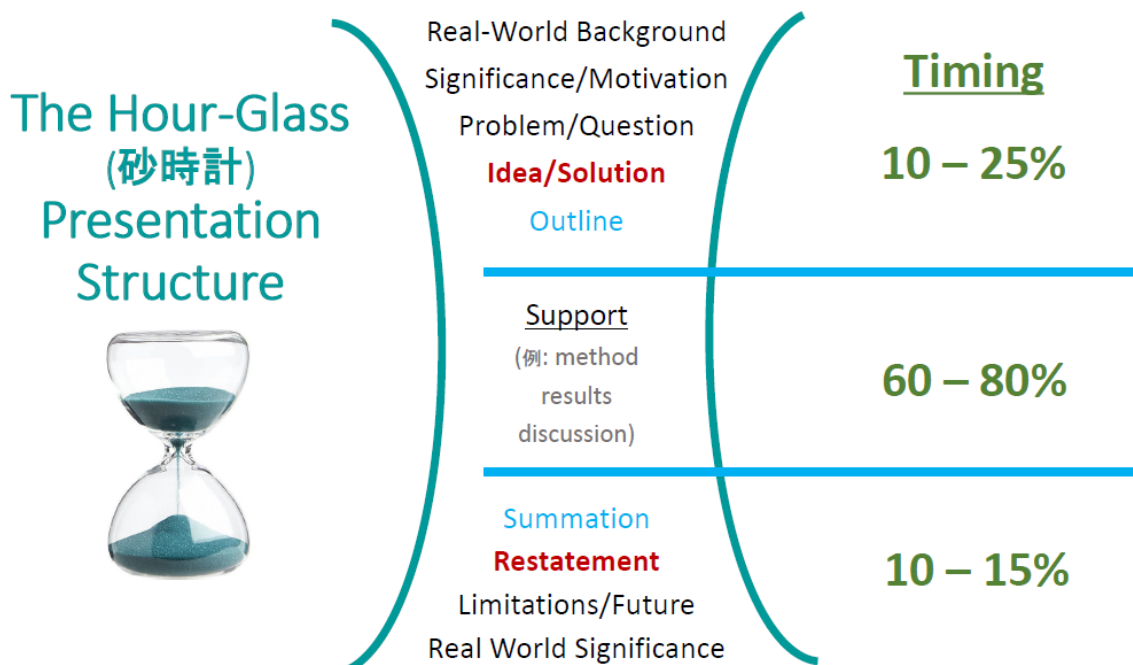 The Hour-Glass
(砂時計)
Presentation
Structure
Real-World Background
Significance/Motivation
Problem/Question
Idea/Solution
Outline
Support
(例: method
results
discussion)
Summation
Restatement
Limitations/Future
Real World Significance
Timing
10 – 25%
60 – 80%
10 – 15%